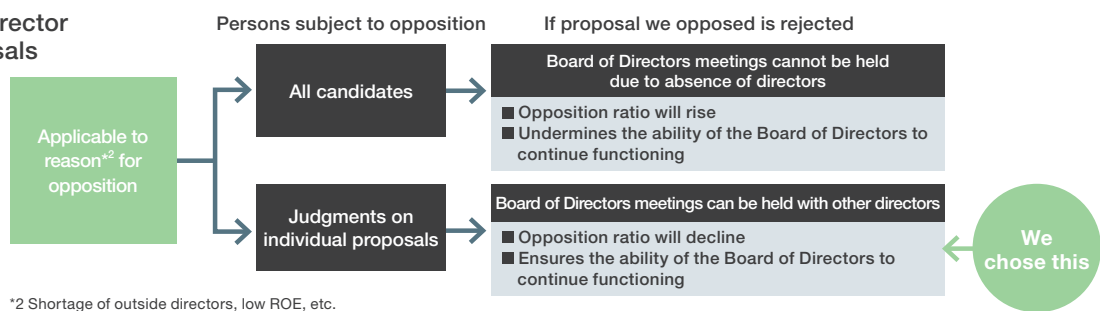 Persons subject to opposition
If proposal we opposed is rejected
Applicable to
reason*2 for
opposition
All candidates
Board of Directors meetings cannot be held
due to absence of directors
■ Opposition ratio will rise
■ Undermines the ability of the Board of Directors to
continue functioning
Judgments on
individual proposals
Board of Directors meetings can be held with other directors
■ Opposition ratio will decline
■ Ensures the ability of the Board of Directors to
continue functioning
We
chose this
*2 Shortage of outside directors, low ROE, etc.